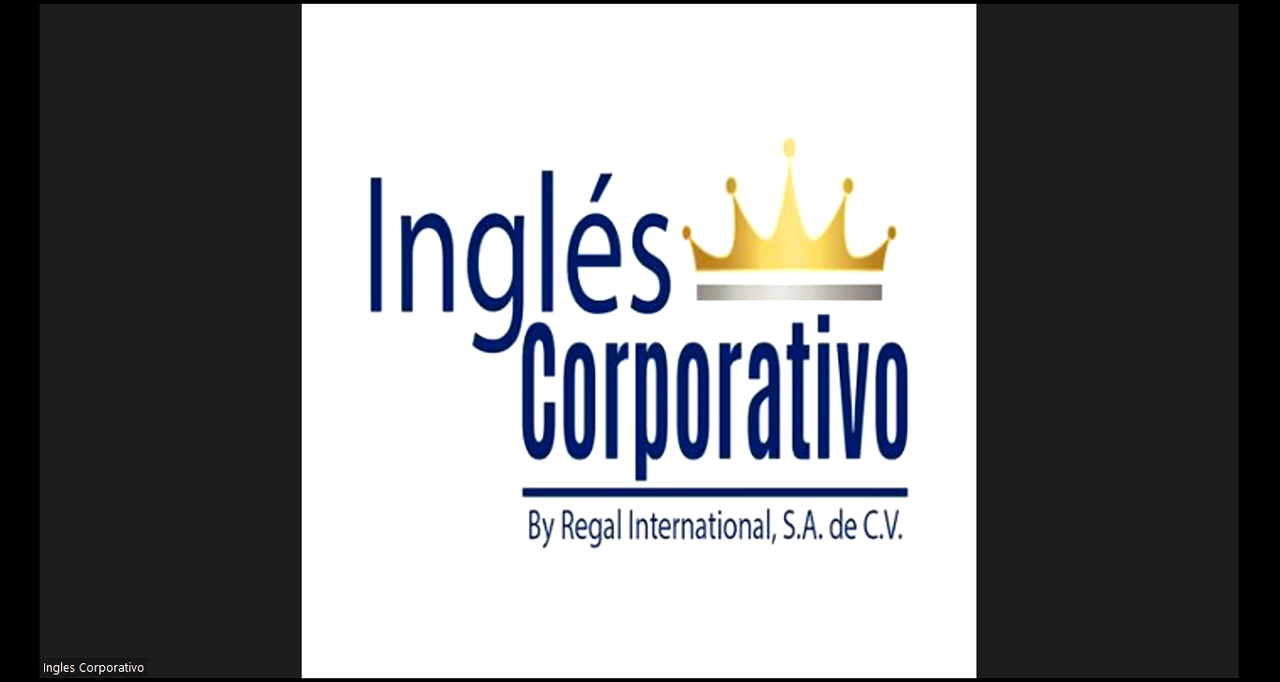 Inglés
Corporativo
By Regal International, S.A. de C.V.
Ingles Corporativo